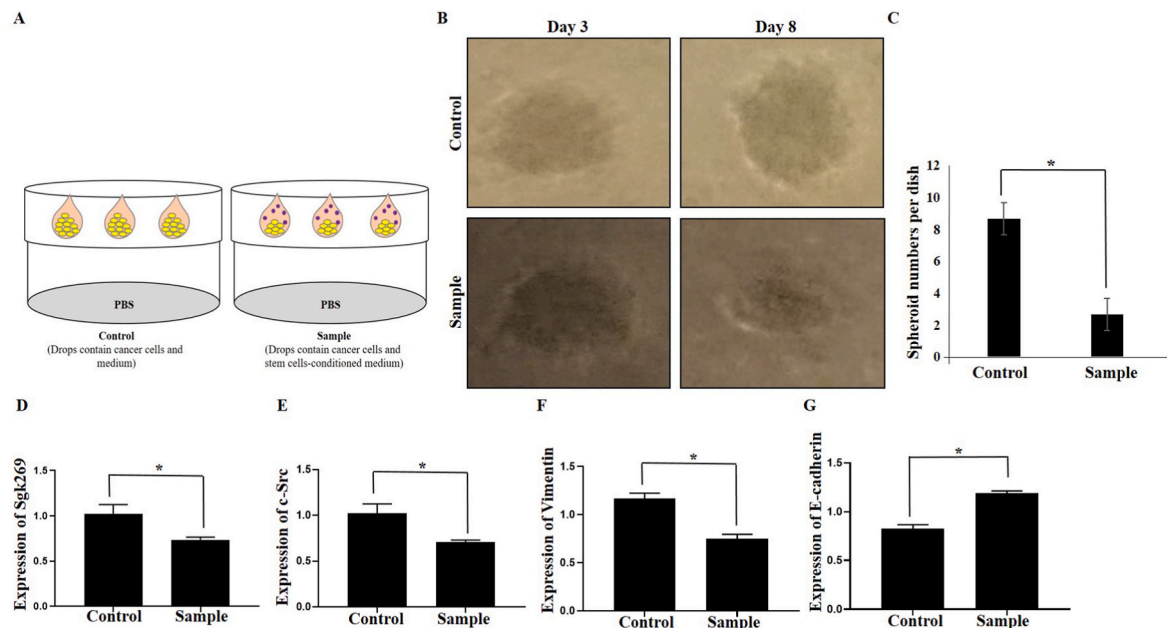 A
B
Day 3
Day 8
C
Control
Sample
PBS
PBS
Control
(Drops contain cancer cells and
medium)
Sample
(Drops contain cancer cells and
stem cells-conditioned medium)
Spheroid numbers per dish
12
10
8
6
4
2
0
*
Control
Sample
D
Expression of Sgk269
1.5
1.0
0.5
0.0
*
Control
Sample
E
Expression of c-Src
1.5
1.0
0.5
0.0
*
Control
Sample
F
Expression of Vimentin
1.5
1.0
0.5
0.0
*
Control
Sample
G
Expression of E-cadherin
1.5
1.0
0.5
0.0
*
Control
Sample